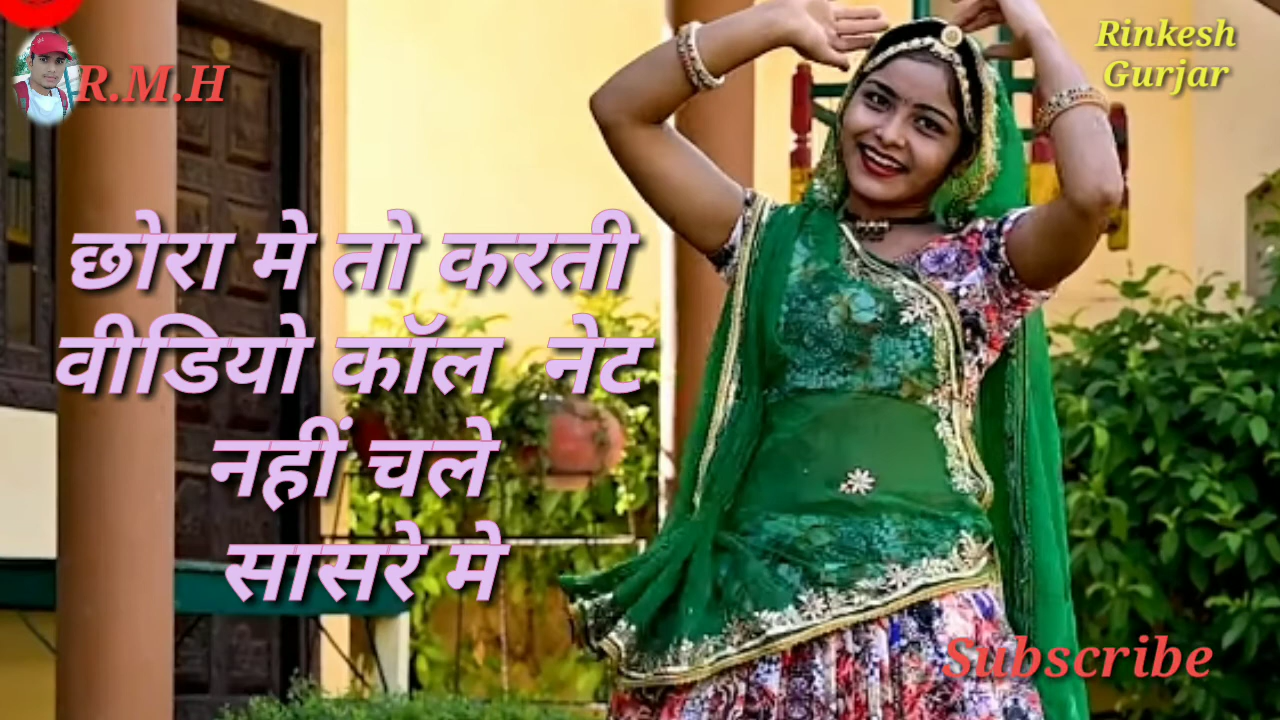 R.M.H
Rinkesh
Gurjar
छोरा मे तो करती
वीडियो कॉल नेट
नहीं चले
सासरे मे
Subscribe